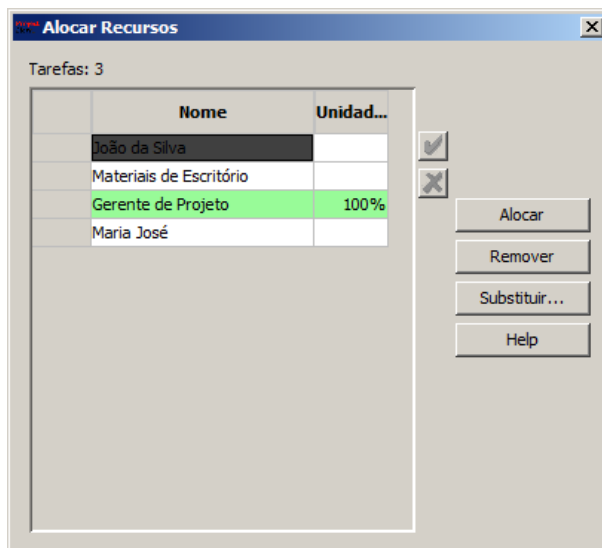 Alocar Recursos
Tarefas: 3
Nome Unidad...
João da Silva
Materiais de Escritório
Gerente de Projeto 100%
Maria José
Alocar
Remover
Substituir...
Help